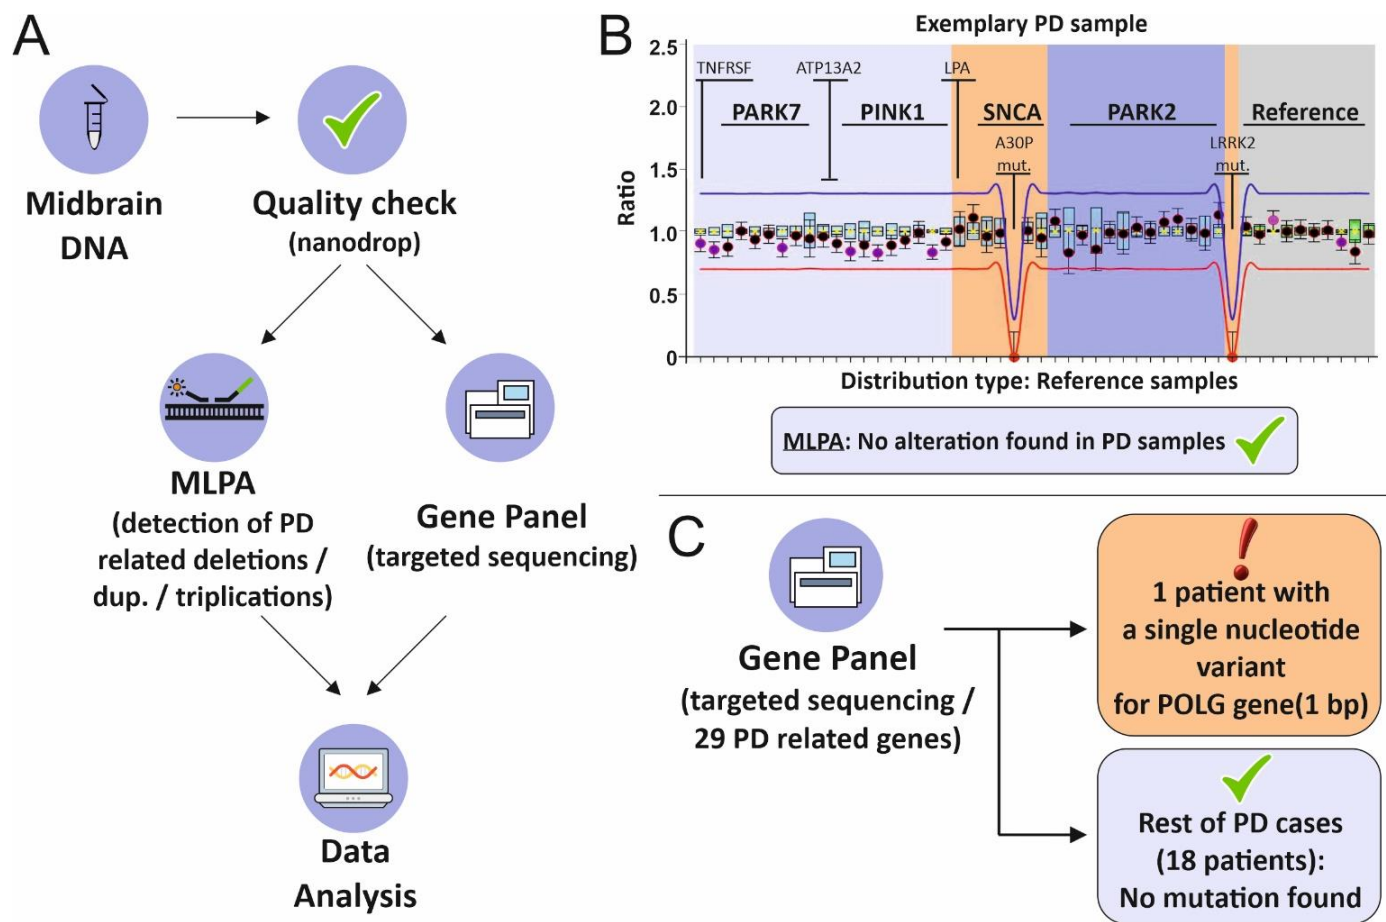 A
Midbrain
DNA
Quality check
(nanodrop)
MLPA
(detection of PD
related deletions /
dup. / triplications)
Gene Panel
(targeted sequencing)
Data
Analysis
B
Exemplary PD sample
2.5
2.0
1.5
1.0
0.5
0
Ratio
TNFRSF
ATP13A2
LPA
PARK7
PINK1
SNCA
PARK2
Reference
A30P
mut.
LRRK2
mut.
Distribution type: Reference samples
MLPA: No alteration found in PD samples
C
Gene Panel
(targeted sequencing /
29 PD related genes)
1 patient with
a single nucleotide
variant
for POLG gene(1 bp)
Rest of PD cases
(18 patients):
No mutation found